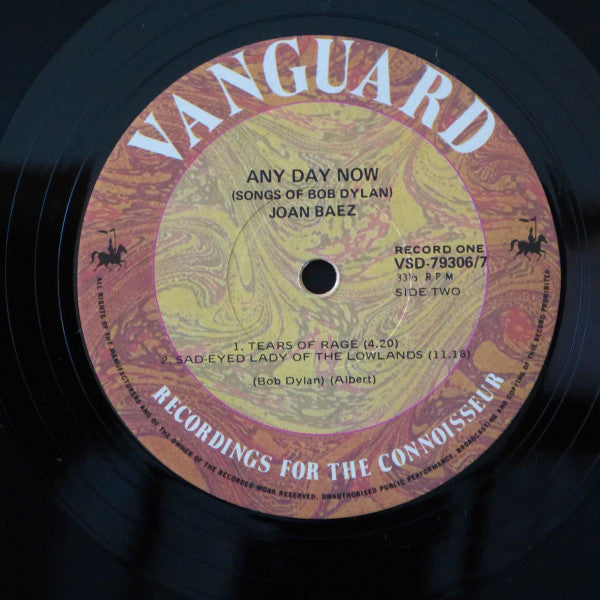 VANGUARD
ANY DAY NOW
(SONGS OF BOB DYLAN)
JOAN BAEZ
RECORD ONE
VSD-79306/7
33⅓ RPM
SIDE TWO
1. TEARS OF RAGE (4.20)
2. SAD-EYED LADY OF THE LOWLANDS (11.18)
(Bob Dylan) (Albert)
RECORDINGS FOR THE CONNOISSEUR
ALL RIGHTS OF THE MANUFACTURERS AND OF THE OWNER OF THE RECORDED WORK RESERVED. UNAUTHORISED PUBLIC PERFORMANCE, BROADCASTING AND COPYING OF THIS RECORD PROHIBITED.